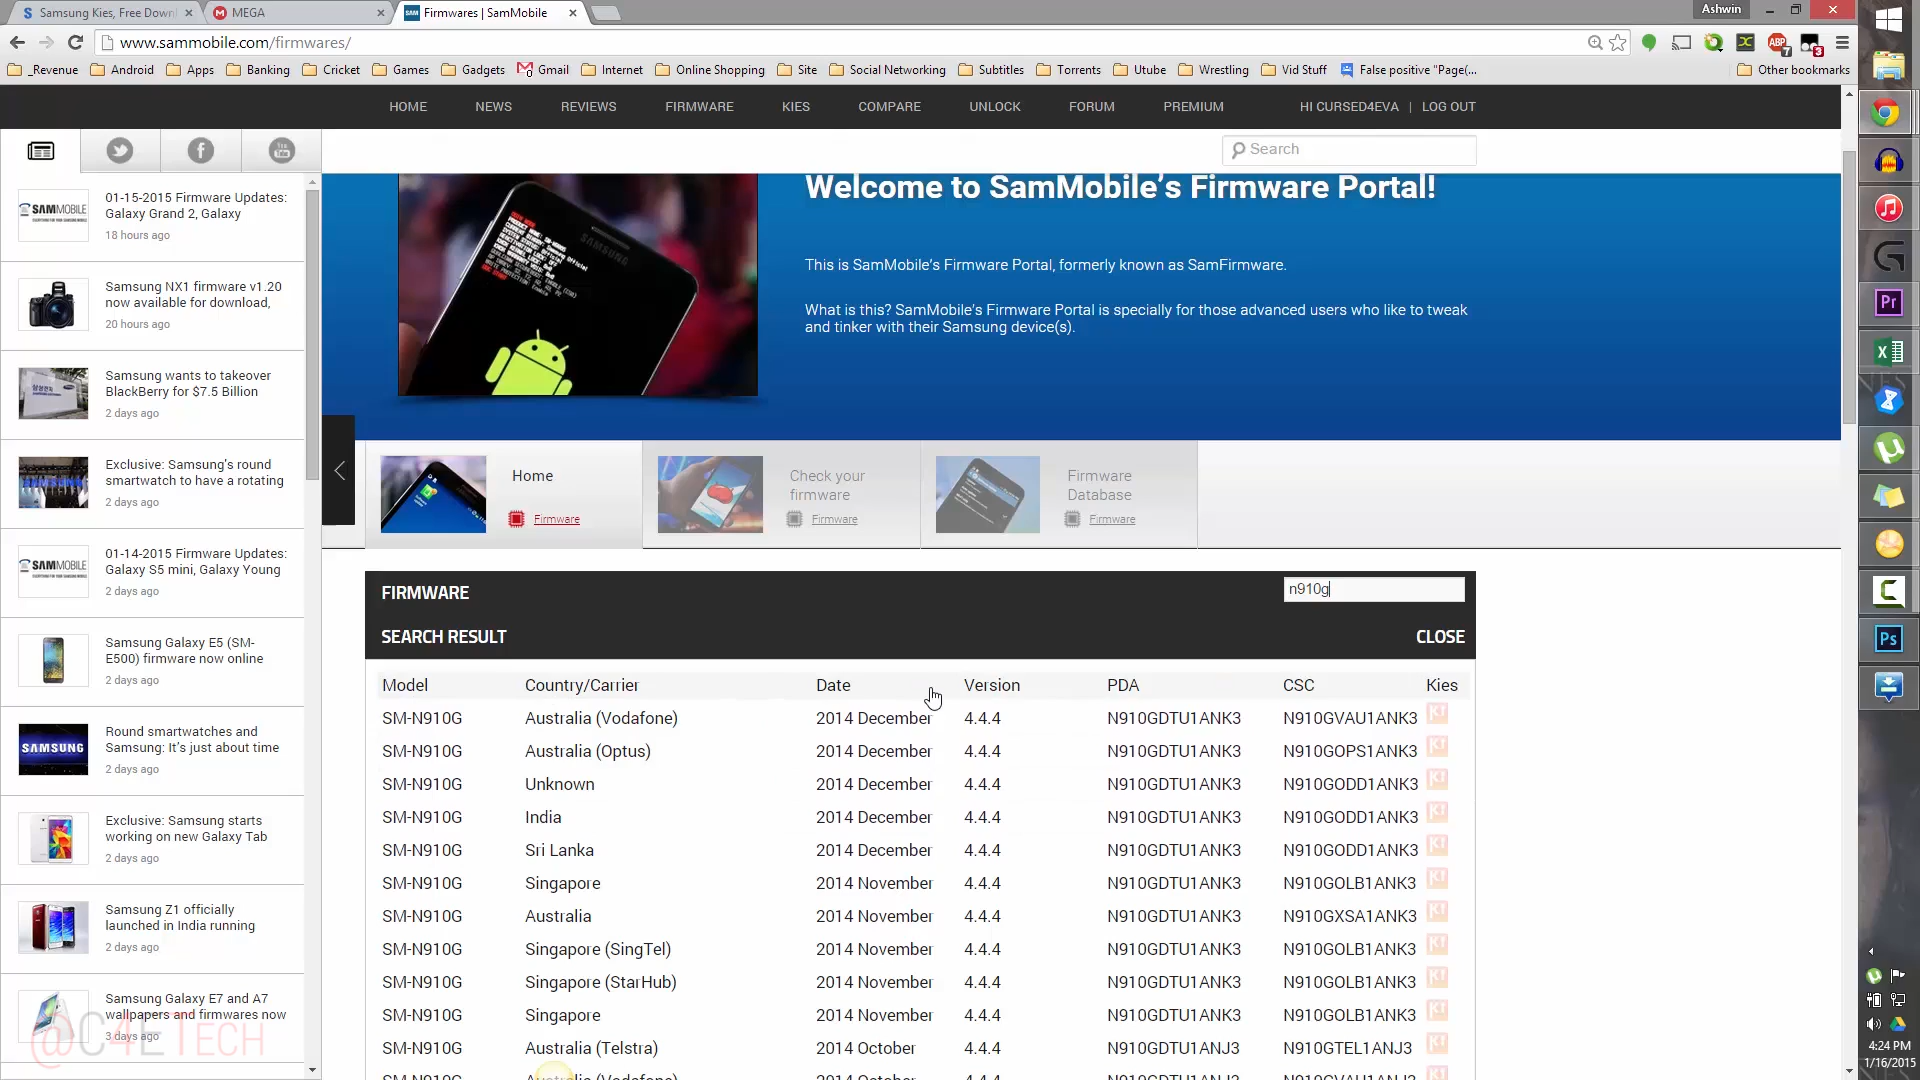 Samsung Kies, Free Down
MEGA
Firmwares | SamMobile
Ashwin
www.sammobile.com/firmwares/
_Revenue
Android
Apps
Banking
Cricket
Games
Gadgets
Gmail
Internet
Online Shopping
Site
Social Networking
Subtitles
Torrents
Utube
Wrestling
Vid Stuff
False positive "Page(...
Other bookmarks
HOME
NEWS
REVIEWS
FIRMWARE
KIES
COMPARE
UNLOCK
FORUM
PREMIUM
HI CURSED4EVA | LOG OUT
Search
01-15-2015 Firmware Updates:
Galaxy Grand 2, Galaxy
18 hours ago
Samsung NX1 firmware v1.20
now available for download,
20 hours ago
Samsung wants to takeover
BlackBerry for $7.5 Billion
2 days ago
Exclusive: Samsung's round
smartwatch to have a rotating
2 days ago
01-14-2015 Firmware Updates:
Galaxy S5 mini, Galaxy Young
2 days ago
Samsung Galaxy E5 (SM-
E500) firmware now online
2 days ago
Round smartwatches and
Samsung: It's just about time
2 days ago
Exclusive: Samsung starts
working on new Galaxy Tab
2 days ago
Samsung Z1 officially
launched in India running
2 days ago
Samsung Galaxy E7 and A7
wallpapers and firmwares now
3 days ago
@C4ETECH
Welcome to SamMobile's Firmware Portal!
This is SamMobile's Firmware Portal, formerly known as SamFirmware.
What is this? SamMobile's Firmware Portal is specially for those advanced users who like to tweak
and tinker with their Samsung device(s).
Home
Firmware
Check your
firmware
Firmware
Firmware
Database
Firmware
FIRMWARE
n910g
SEARCH RESULT
CLOSE
Model Country/Carrier Date Version PDA CSC Kies
SM-N910G Australia (Vodafone) 2014 December 4.4.4 N910GDTU1ANK3 N910GVAU1ANK3
SM-N910G Australia (Optus) 2014 December 4.4.4 N910GDTU1ANK3 N910GOPS1ANK3
SM-N910G Unknown 2014 December 4.4.4 N910GDTU1ANK3 N910GODD1ANK3
SM-N910G India 2014 December 4.4.4 N910GDTU1ANK3 N910GODD1ANK3
SM-N910G Sri Lanka 2014 December 4.4.4 N910GDTU1ANK3 N910GODD1ANK3
SM-N910G Singapore 2014 November 4.4.4 N910GDTU1ANK3 N910GOLB1ANK3
SM-N910G Australia 2014 November 4.4.4 N910GDTU1ANK3 N910GXSA1ANK3
SM-N910G Singapore (SingTel) 2014 November 4.4.4 N910GDTU1ANK3 N910GOLB1ANK3
SM-N910G Singapore (StarHub) 2014 November 4.4.4 N910GDTU1ANK3 N910GOLB1ANK3
SM-N910G Singapore 2014 November 4.4.4 N910GDTU1ANK3 N910GOLB1ANK3
SM-N910G Australia (Telstra) 2014 October 4.4.4 N910GDTU1ANJ3 N910GTEL1ANJ3
4:24 PM
1/16/2015